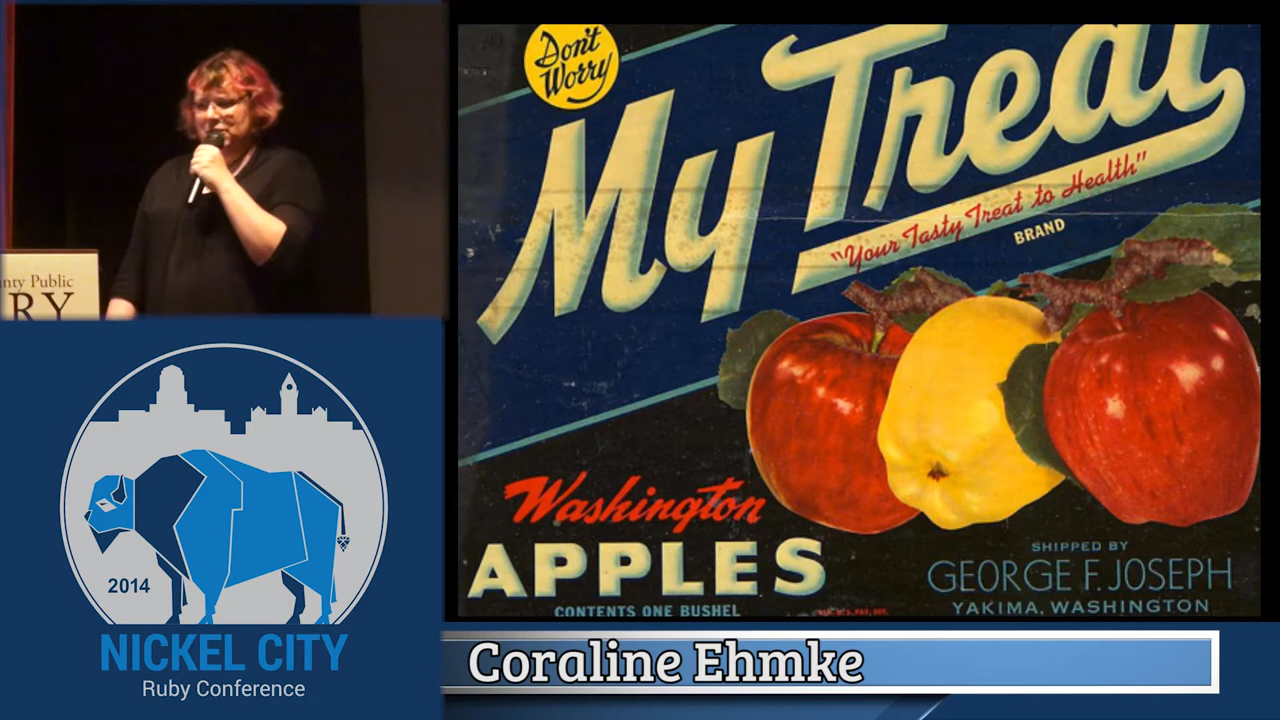 nty Public
RY
2014
NICKEL CITY
Ruby Conference
Don't
Worry
My Treat
"Your Tasty Treat to Health"
BRAND
Washington
APPLES
CONTENTS ONE BUSHEL
SHIPPED BY
GEORGE F. JOSEPH
YAKIMA, WASHINGTON
Coraline Ehmke